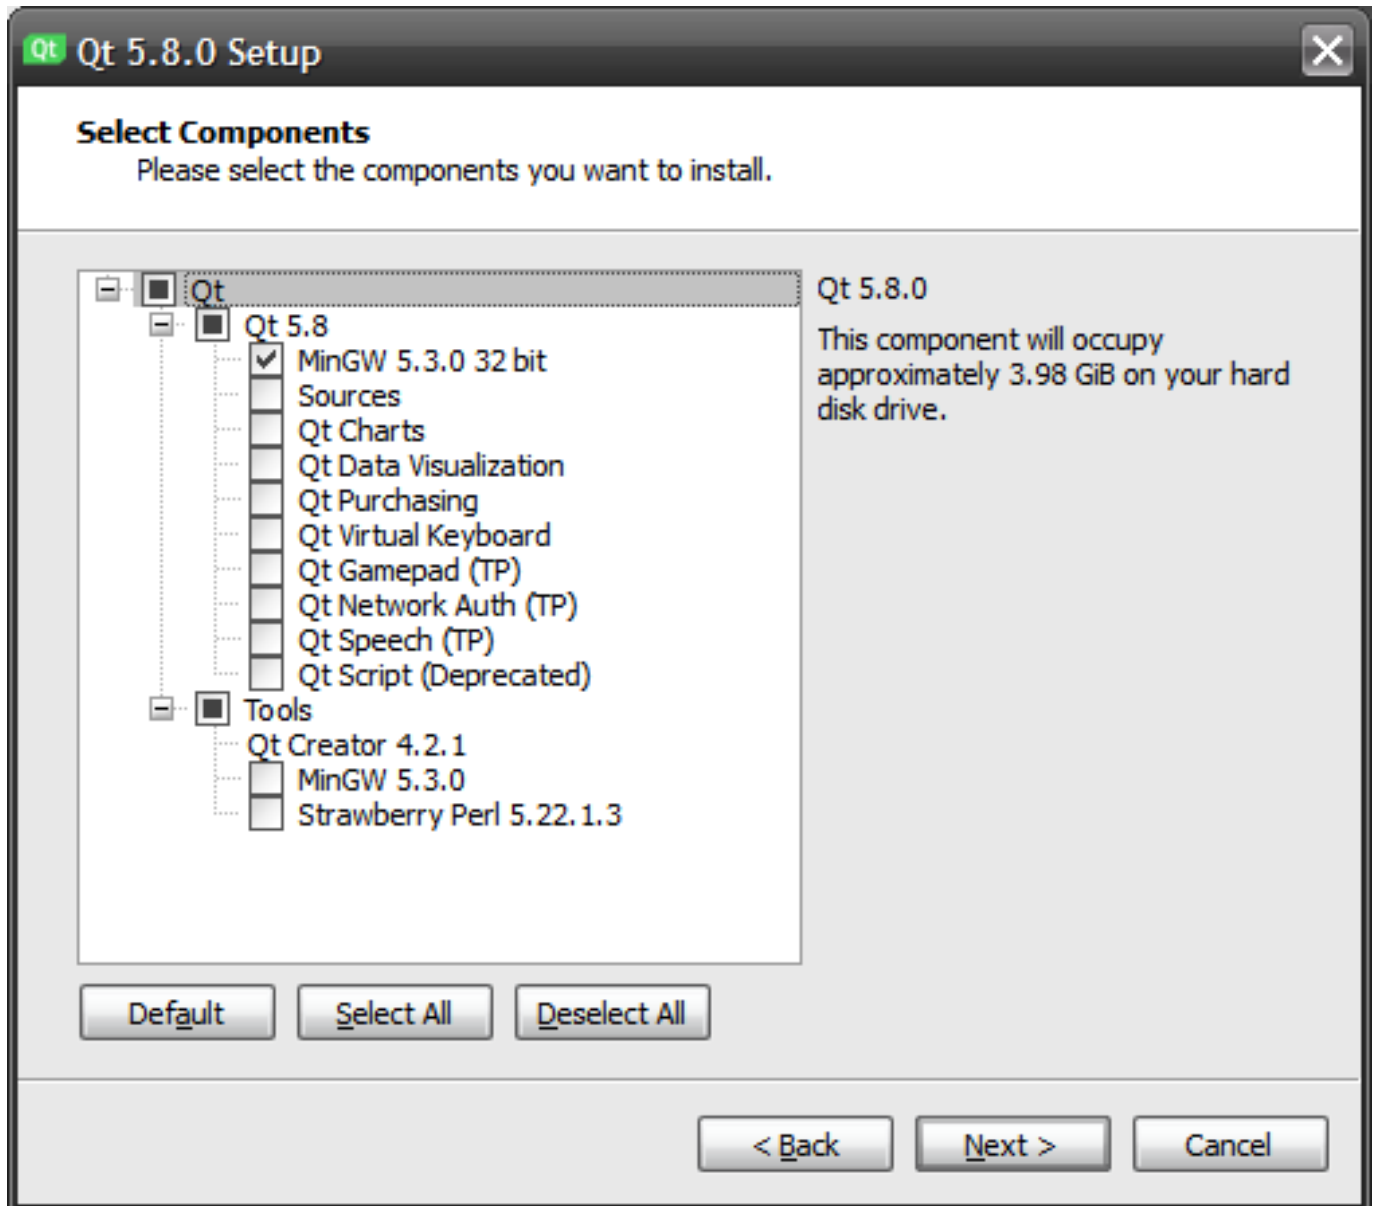 Qt Qt 5.8.0 Setup
Select Components
Please select the components you want to install.
Qt
Qt 5.8
MinGW 5.3.0 32 bit
Sources
Qt Charts
Qt Data Visualization
Qt Purchasing
Qt Virtual Keyboard
Qt Gamepad (TP)
Qt Network Auth (TP)
Qt Speech (TP)
Qt Script (Deprecated)
Tools
Qt Creator 4.2.1
MinGW 5.3.0
Strawberry Perl 5.22.1.3
Qt 5.8.0
This component will occupy
approximately 3.98 GiB on your hard
disk drive.
Default Select All Deselect All
< Back Next > Cancel